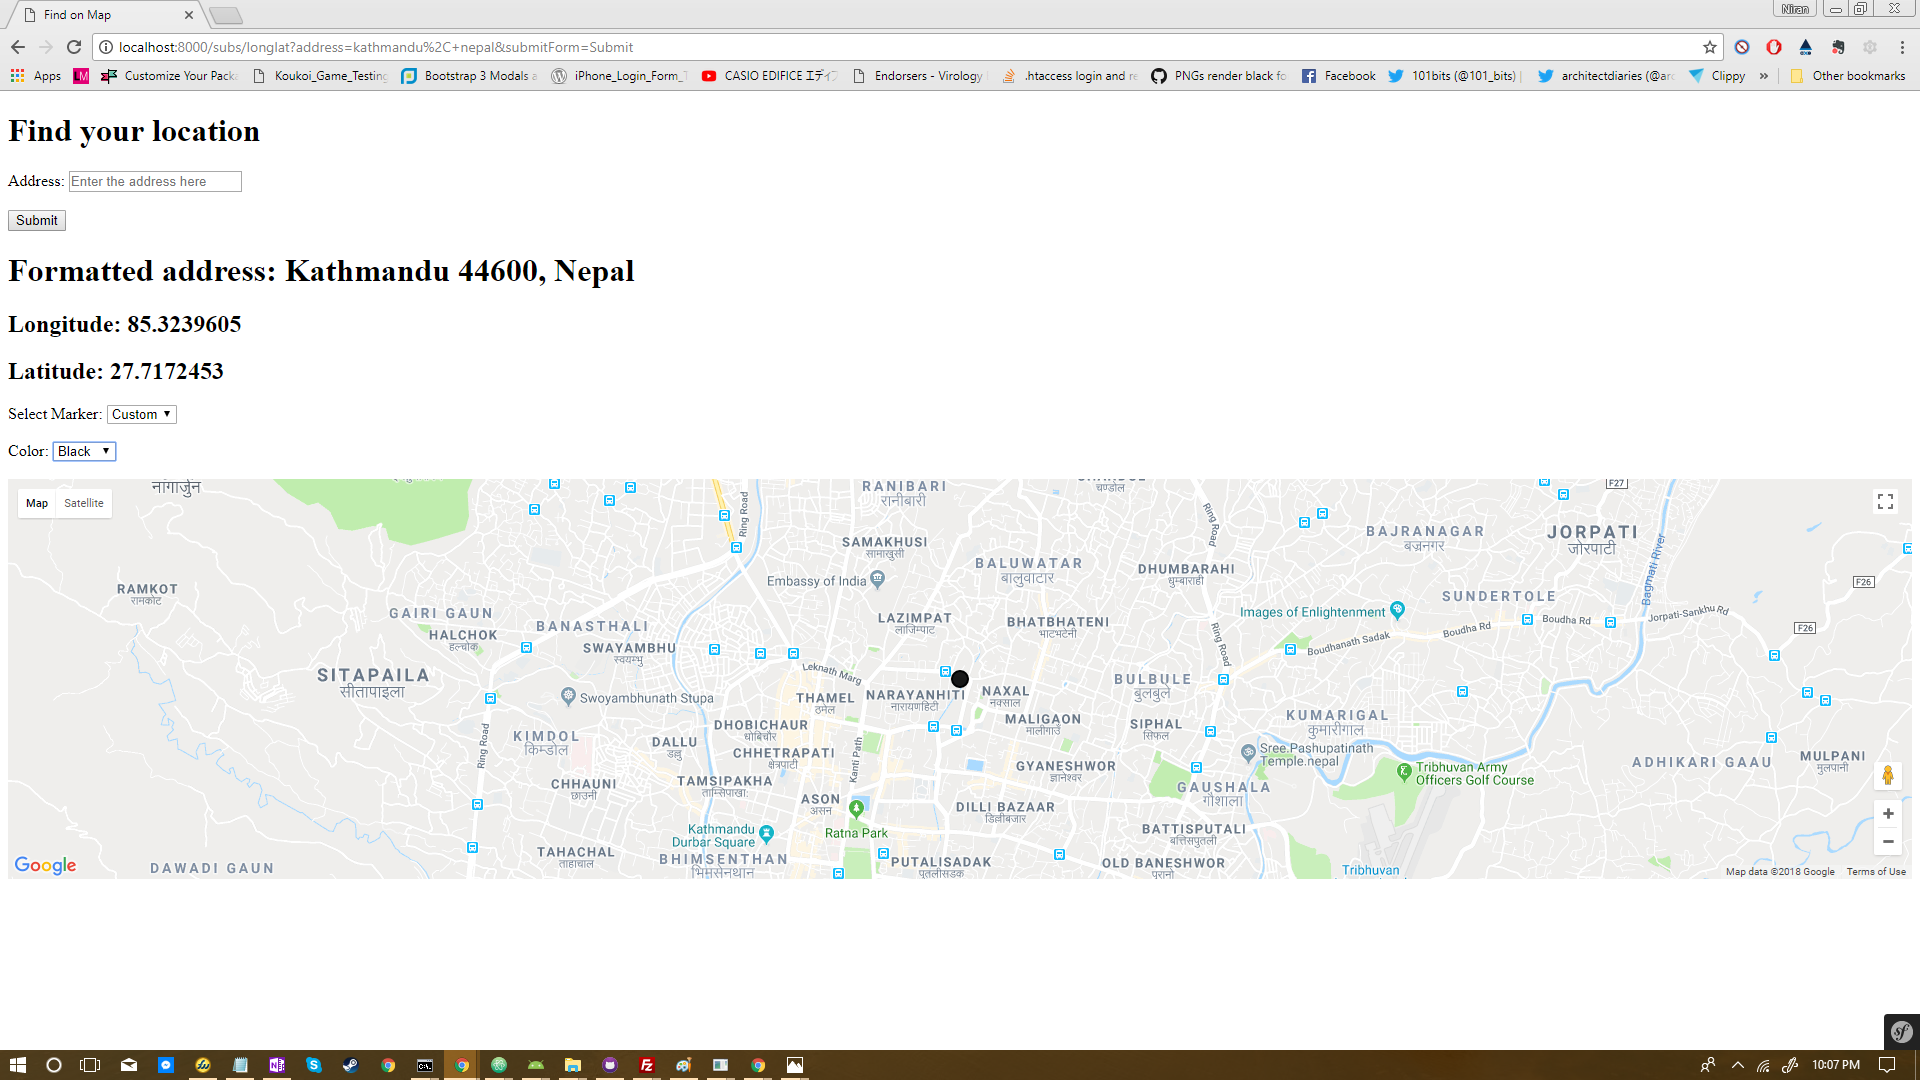 Find on Map
Niran
localhost:8000/subs/longlat?address=kathmandu%2C+nepal&submitForm=Submit
Apps
LM
Customize Your Pack
Koukoi_Game_Testing
Bootstrap 3 Modals a
iPhone_Login_Form_T
CASIO EDIFICE エディフ
Endorsers - Virology
.htaccess login and re
PNGs render black fo
Facebook
101bits (@101_bits) |
architectdiaries (@arc
Clippy
»
Other bookmarks
Find your location
Address: Enter the address here
Submit
Formatted address: Kathmandu 44600, Nepal
Longitude: 85.3239605
Latitude: 27.7172453
Select Marker: Custom
Color: Black
Map Satellite
नागार्जुन
Ring Road
RANIBARI
रानीबारी
चण्डोल
F27
Ring Road
SAMAKHUSI
सामाखुसी
BAJRANAGAR
बज्रनगर
JORPATI
जोरपाटी
Bagmati River
Embassy of India
BALUWATAR
बालुवाटार
DHUMBARAHI
धुम्बाराही
F26
RAMKOT
रामकोट
GAIRI GAUN
HALCHOK
हल्चोक
BANASTHALI
LAZIMPAT
लाजिम्पाट
BHATBHATENI
भाटभटेनी
Images of Enlightenment
SUNDERTOLE
Jorpati-Sankhu Rd
Boudha Rd
Boudha Rd
F26
Ring Road
Boudhanath Sadak
SWAYAMBHU
स्वयम्भु
Leknath Marg
SITAPAILA
सीतापाइला
Swoyambhunath Stupa
THAMEL
ठमेल
NARAYANHITI
नारायणहिटी
NAXAL
नक्साल
BULBULE
बुलबुले
DHOBICHAUR
धोबिचौर
MALIGAON
मालीगाउँ
SIPHAL
सिफल
KUMARIGAL
कुमारीगाल
KIMDOL
किम्डोल
Ring Road
DALLU
डल्लु
CHHETRAPATI
क्षेत्रपाटी
Kanti Path
Sree.Pashupatinath
Temple.nepal
GYANESHWOR
ज्ञानेश्वर
Tribhuvan Army
Officers Golf Course
ADHIKARI GAAU
MULPANI
मुलपानी
CHHAUNI
छाउनी
TAMSIPAKHA
ताम्सिपाखा:
GAUSHALA
गौशाला
ASON
असन
DILLI BAZAAR
डिल्लीबजार
Ratna Park
Kathmandu
Durbar Square
BATTISPUTALI
बत्तिसपुतली
TAHACHAL
ताहाचाल
BHIMSENTHAN
भिमसेनथान
PUTALISADAK
पुतलीसडक
OLD BANESHWOR
पुरानो
Tribhuvan
DAWADI GAUN
Google
Map data ©2018 Google Terms of Use
10:07 PM